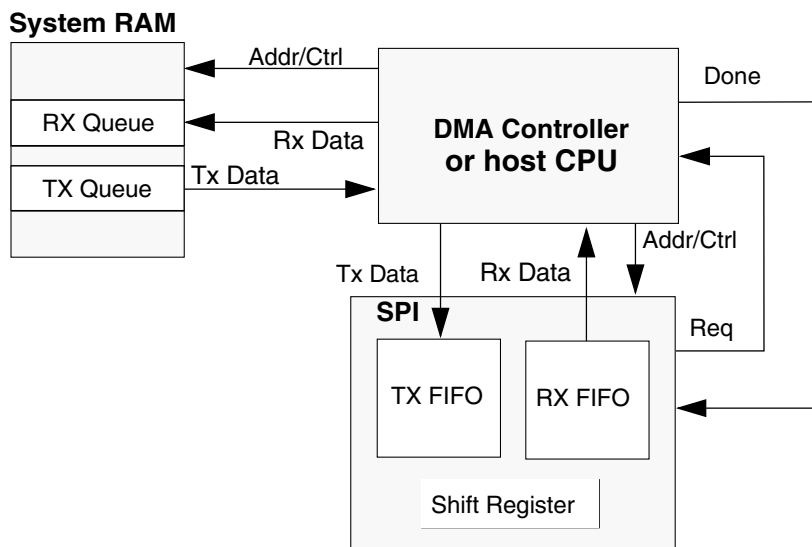 System RAM
Addr/Ctrl
Done
RX Queue
Rx Data
DMA Controller
or host CPU
TX Queue
Tx Data
Addr/Ctrl
Tx Data
Rx Data
SPI
Req
TX FIFO
RX FIFO
Shift Register